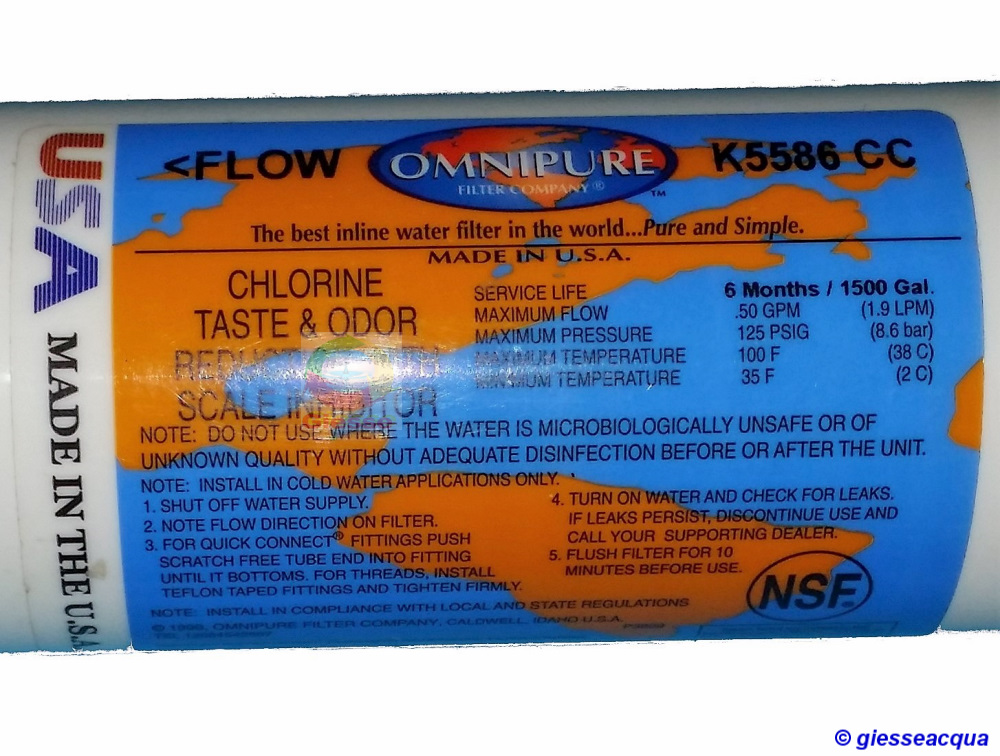 <FLOW
OMNIPURE
FILTER COMPANY®
™
K5586 CC
The best inline water filter in the world...Pure and Simple.
MADE IN U.S.A.
CHLORINE
TASTE & ODOR
REDUCTION WITH
SCALE INHIBITOR
SERVICE LIFE 6 Months / 1500 Gal.
MAXIMUM FLOW .50 GPM (1.9 LPM)
MAXIMUM PRESSURE 125 PSIG (8.6 bar)
MAXIMUM TEMPERATURE 100 F (38 C)
MINIMUM TEMPERATURE 35 F (2 C)
NOTE: DO NOT USE WHERE THE WATER IS MICROBIOLOGICALLY UNSAFE OR OF
UNKNOWN QUALITY WITHOUT ADEQUATE DISINFECTION BEFORE OR AFTER THE UNIT.
NOTE: INSTALL IN COLD WATER APPLICATIONS ONLY.
1. SHUT OFF WATER SUPPLY.
2. NOTE FLOW DIRECTION ON FILTER.
3. FOR QUICK CONNECT® FITTINGS PUSH
SCRATCH FREE TUBE END INTO FITTING
UNTIL IT BOTTOMS. FOR THREADS, INSTALL
TEFLON TAPED FITTINGS AND TIGHTEN FIRMLY.
4. TURN ON WATER AND CHECK FOR LEAKS.
IF LEAKS PERSIST, DISCONTINUE USE AND
CALL YOUR SUPPORTING DEALER.
5. FLUSH FILTER FOR 10
MINUTES BEFORE USE.
NOTE: INSTALL IN COMPLIANCE WITH LOCAL AND STATE REGULATIONS
© 1998, OMNIPURE FILTER COMPANY, CALDWELL, IDAHO U.S.A.
NSF
USA
MADE IN THE U.S.A
© giesseacqua